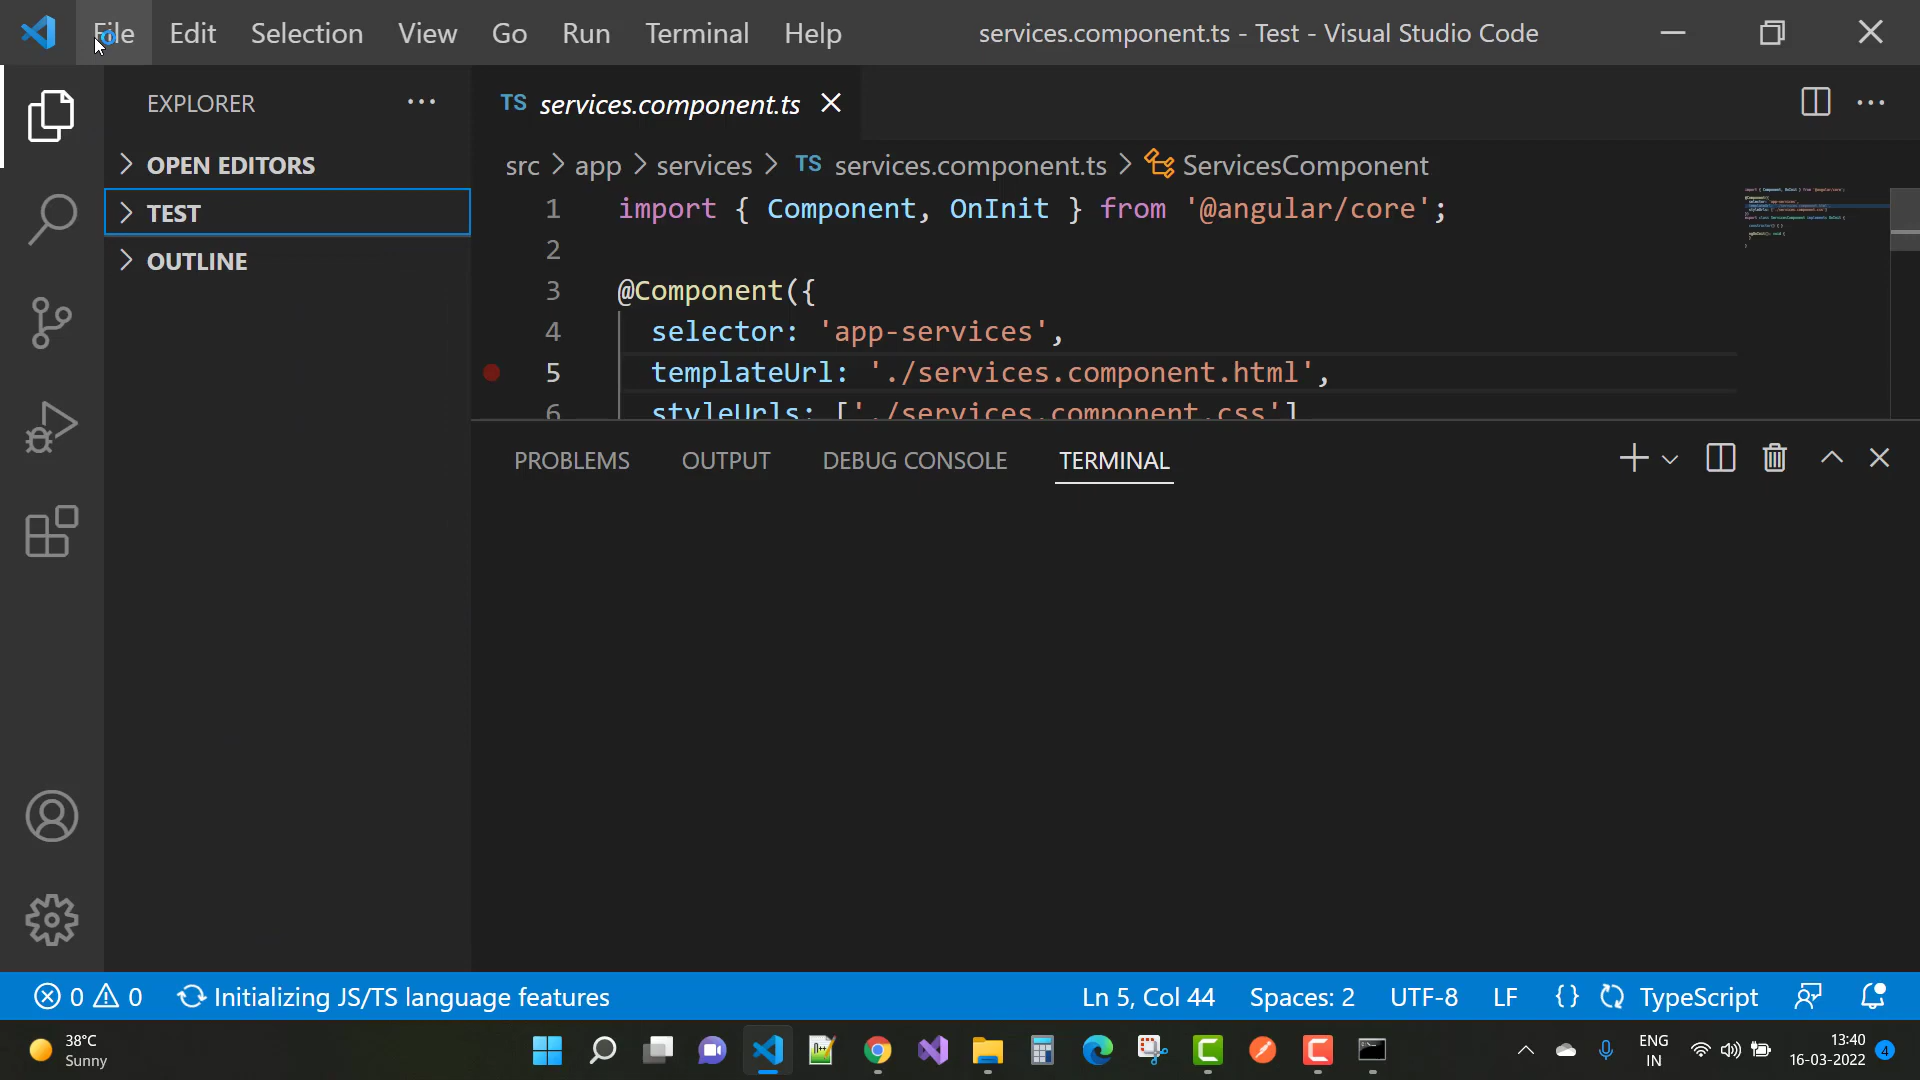 File Edit Selection View Go Run Terminal Help services.component.ts - Test - Visual Studio Code
EXPLORER ···
OPEN EDITORS
TEST
OUTLINE
TS services.component.ts
src > app > services > TS services.component.ts > ServicesComponent
1 import { Component, OnInit } from '@angular/core';
2
3 @Component({
4 selector: 'app-services',
5 templateUrl: './services.component.html',
6 styleUrls: ['./services.component.css']
PROBLEMS OUTPUT DEBUG CONSOLE TERMINAL
0 0 Initializing JS/TS language features Ln 5, Col 44 Spaces: 2 UTF-8 LF {} TypeScript
38°C
Sunny
ENG
IN
13:40
16-03-2022
4